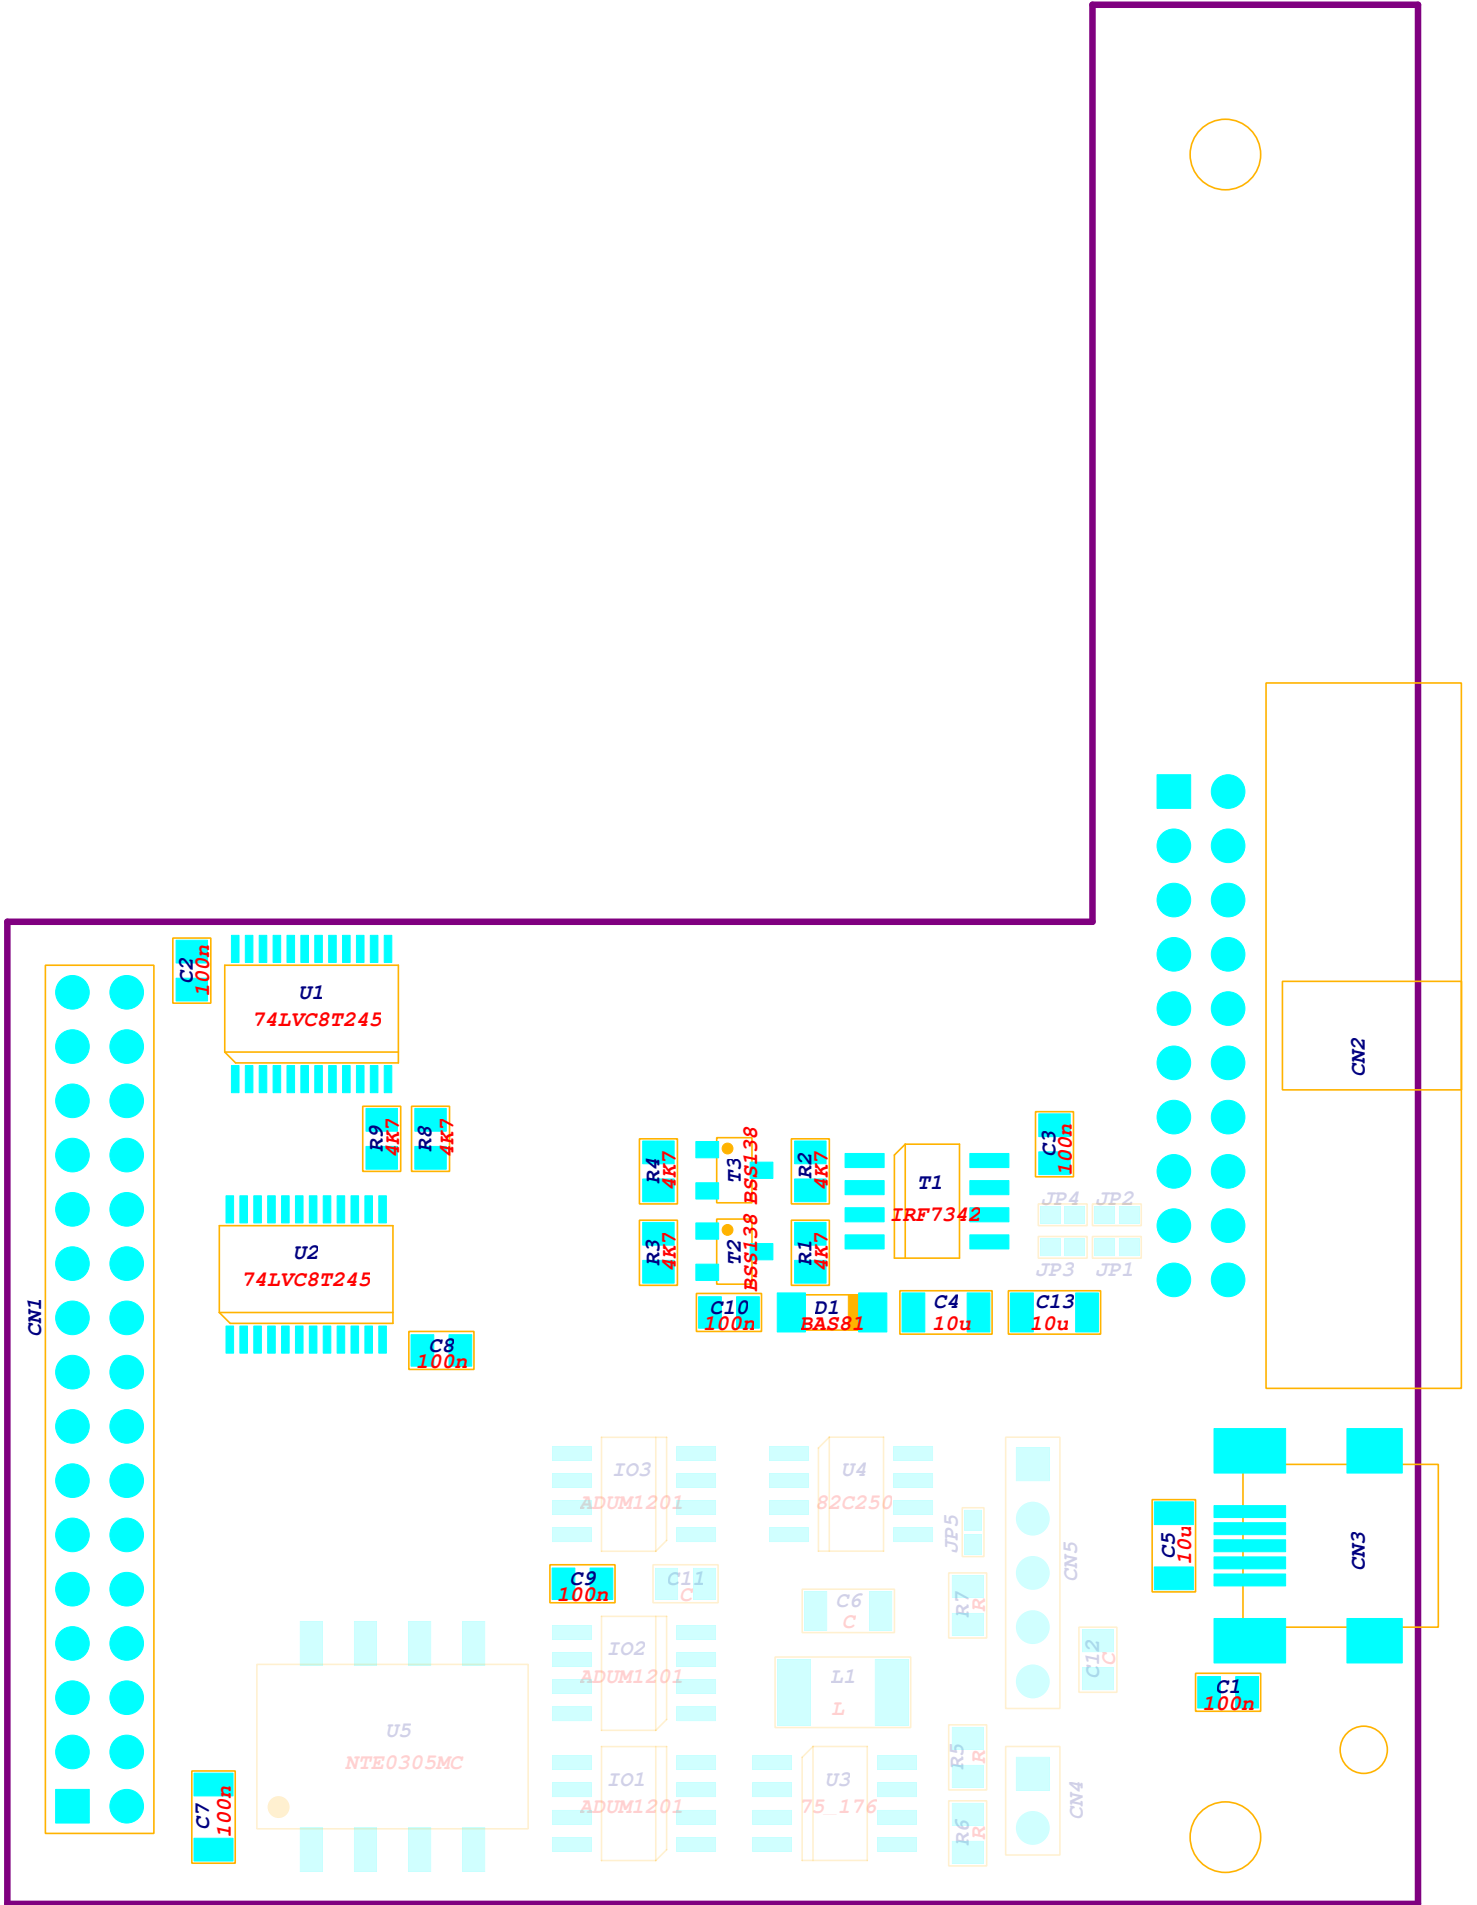 C2
100n
U1
74LVC8T245
CN2
R9
4K7
R8
4K7
R4
4K7
T3
BSS138
R2
4K7
T1
IRF7342
C3
100n
JP4
JP2
U2
74LVC8T245
R3
4K7
T2
BSS138
R1
4K7
JP3
JP1
CN1
C10
100n
D1
BAS81
C4
10u
C13
10u
C8
100n
IO3
ADUM1201
U4
82C250
JP5
CN5
C5
10u
CN3
C9
100n
C11
C
C6
C
R7
R
IO2
ADUM1201
L1
L
C12
C
C1
100n
U5
NTE0305MC
R5
R
IO1
ADUM1201
U3
75_176
CN4
C7
100n
R6
R